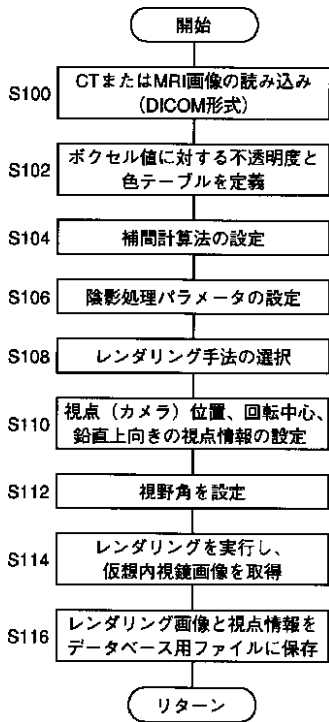 開始
S100
CTまたはMRI画像の読み込み
(DICOM形式)
S102
ボクセル値に対する不透明度と
色テーブルを定義
S104
補間計算法の設定
S106
陰影処理パラメータの設定
S108
レンダリング手法の選択
S110
視点(カメラ)位置、回転中心、
鉛直上向きの視点情報の設定
S112
視野角を設定
S114
レンダリングを実行し、
仮想内視鏡画像を取得
S116
レンダリング画像と視点情報を
データベース用ファイルに保存
リターン